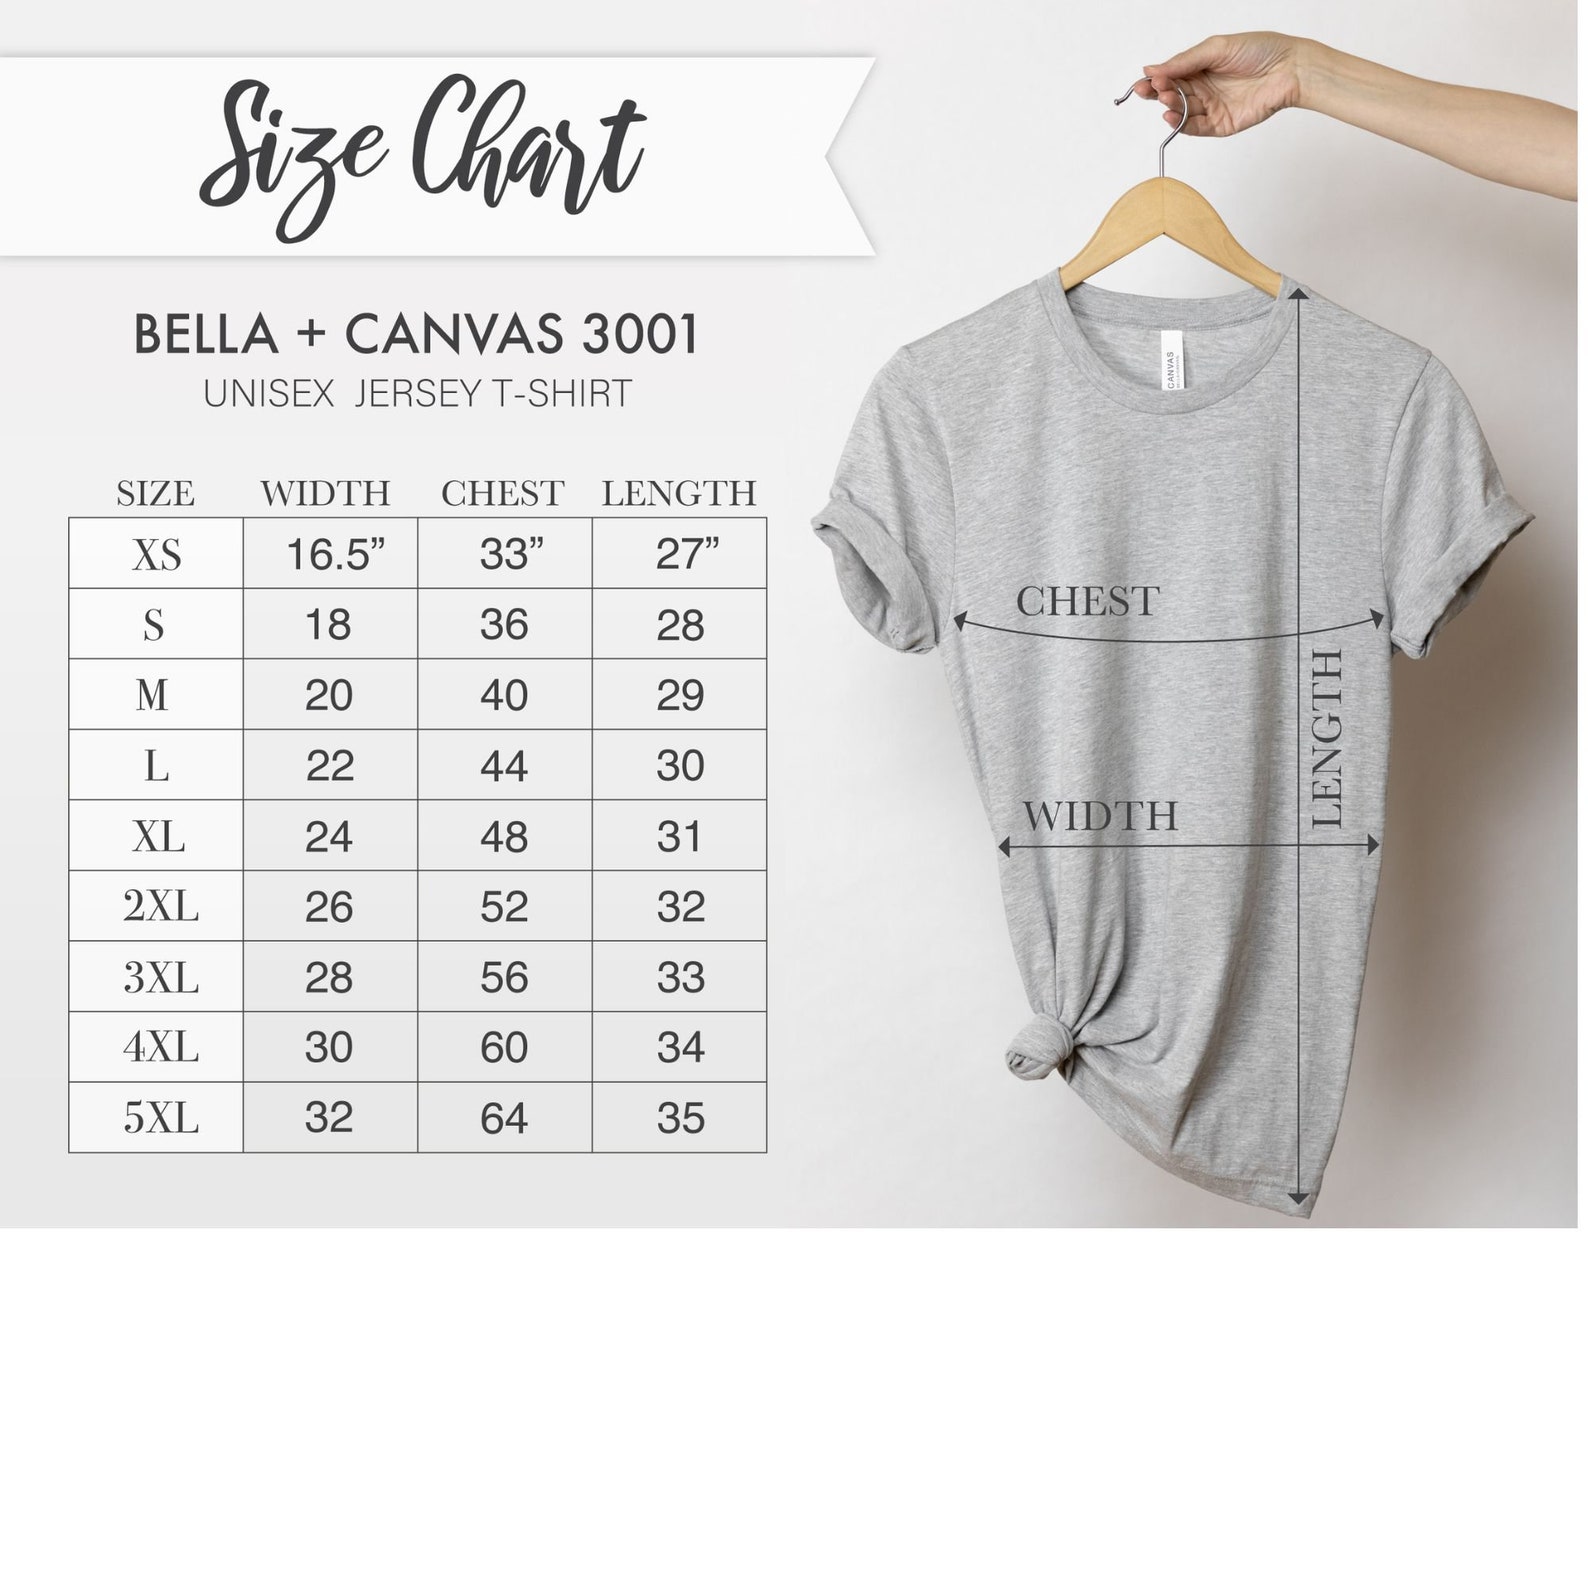 Size Chart
BELLA + CANVAS 3001
UNISEX JERSEY T-SHIRT
SIZE WIDTH CHEST LENGTH
XS 16.5” 33” 27”
S 18 36 28
M 20 40 29
L 22 44 30
XL 24 48 31
2XL 26 52 32
3XL 28 56 33
4XL 30 60 34
5XL 32 64 35
CANVAS
CHEST
WIDTH
LENGTH